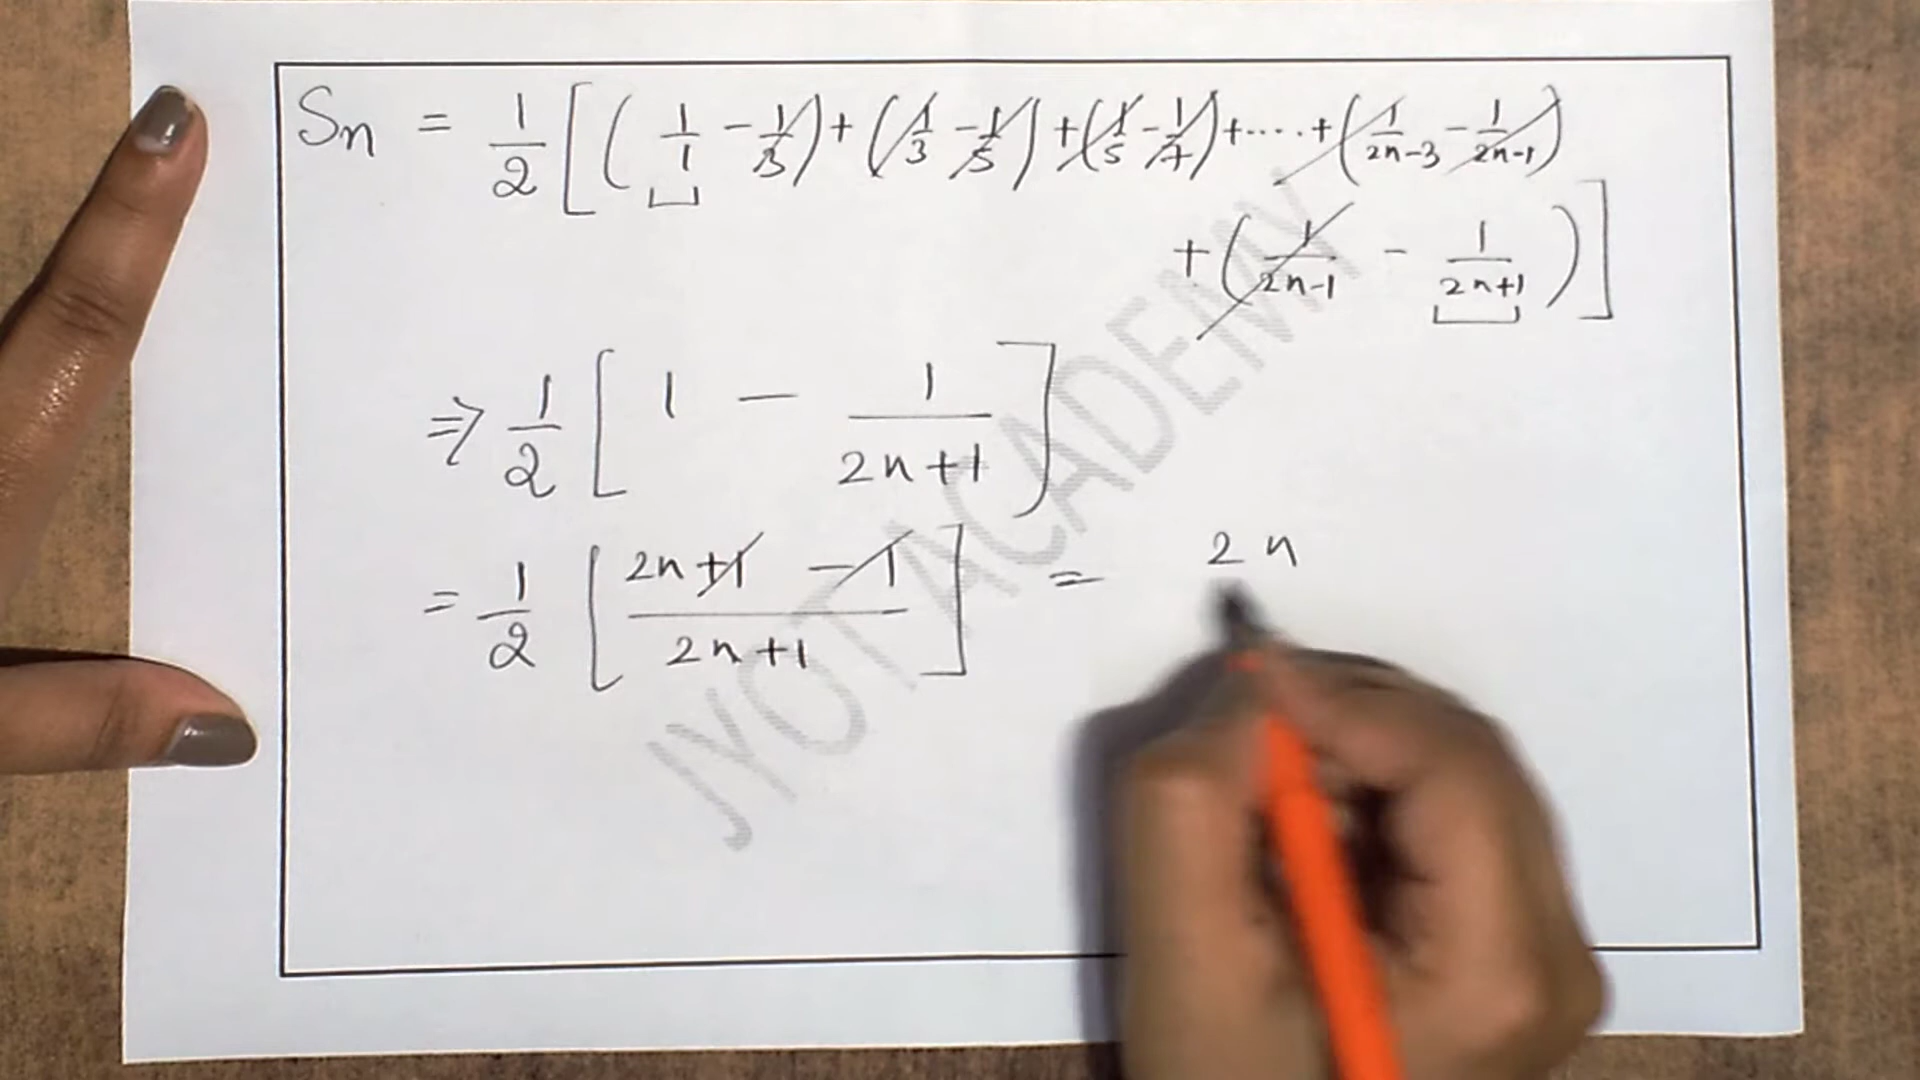 Sn = 1/2 [ ( 1/1 - 1/3 ) + ( 1/3 - 1/5 ) + ( 1/5 - 1/7 ) + .... + ( 1/2n-3 - 1/2n-1 )
+ ( 1/2n-1 - 1/2n+1 ) ]
⇒ 1/2 [ 1 - 1/2n+1 ]
= 1/2 [ 2n+1 - 1 / 2n+1 ] = 2n
JYOTACADEMY